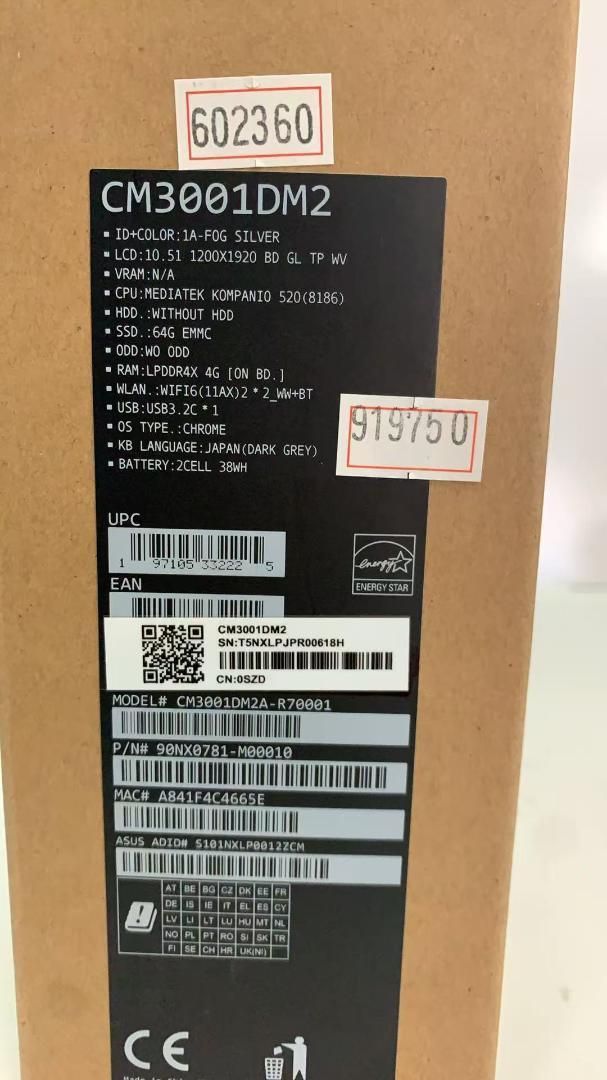 602360
CM3001DM2
▪ ID+COLOR:1A-FOG SILVER
▪ LCD:10.51 1200X1920 BD GL TP WV
▪ VRAM:N/A
▪ CPU:MEDIATEK KOMPANIO 520(8186)
▪ HDD.:WITHOUT HDD
▪ SSD.:64G EMMC
▪ ODD:WO ODD
▪ RAM:LPDDR4X 4G [ON BD.]
▪ WLAN.:WIFI6(11AX)2*2_WW+BT
▪ USB:USB3.2C*1
▪ OS TYPE.:CHROME
▪ KB LANGUAGE:JAPAN(DARK GREY)
▪ BATTERY:2CELL 38WH
919750
UPC
1 97105 33222 5
energy
ENERGY STAR
EAN
CM3001DM2
SN:T5NXLPJPR00618H
CN:0SZD
MODEL# CM3001DM2A-R70001
P/N# 90NX0781-M00010
MAC# A841F4C4665E
ASUS ADID# S101NXLP0012ZCM
AT BE BG CZ DK EE FR
DE IS IE IT EL ES CY
LV LI LT LU HU MT NL
NO PL PT RO SI SK TR
FI SE CH HR UK(NI)
CE